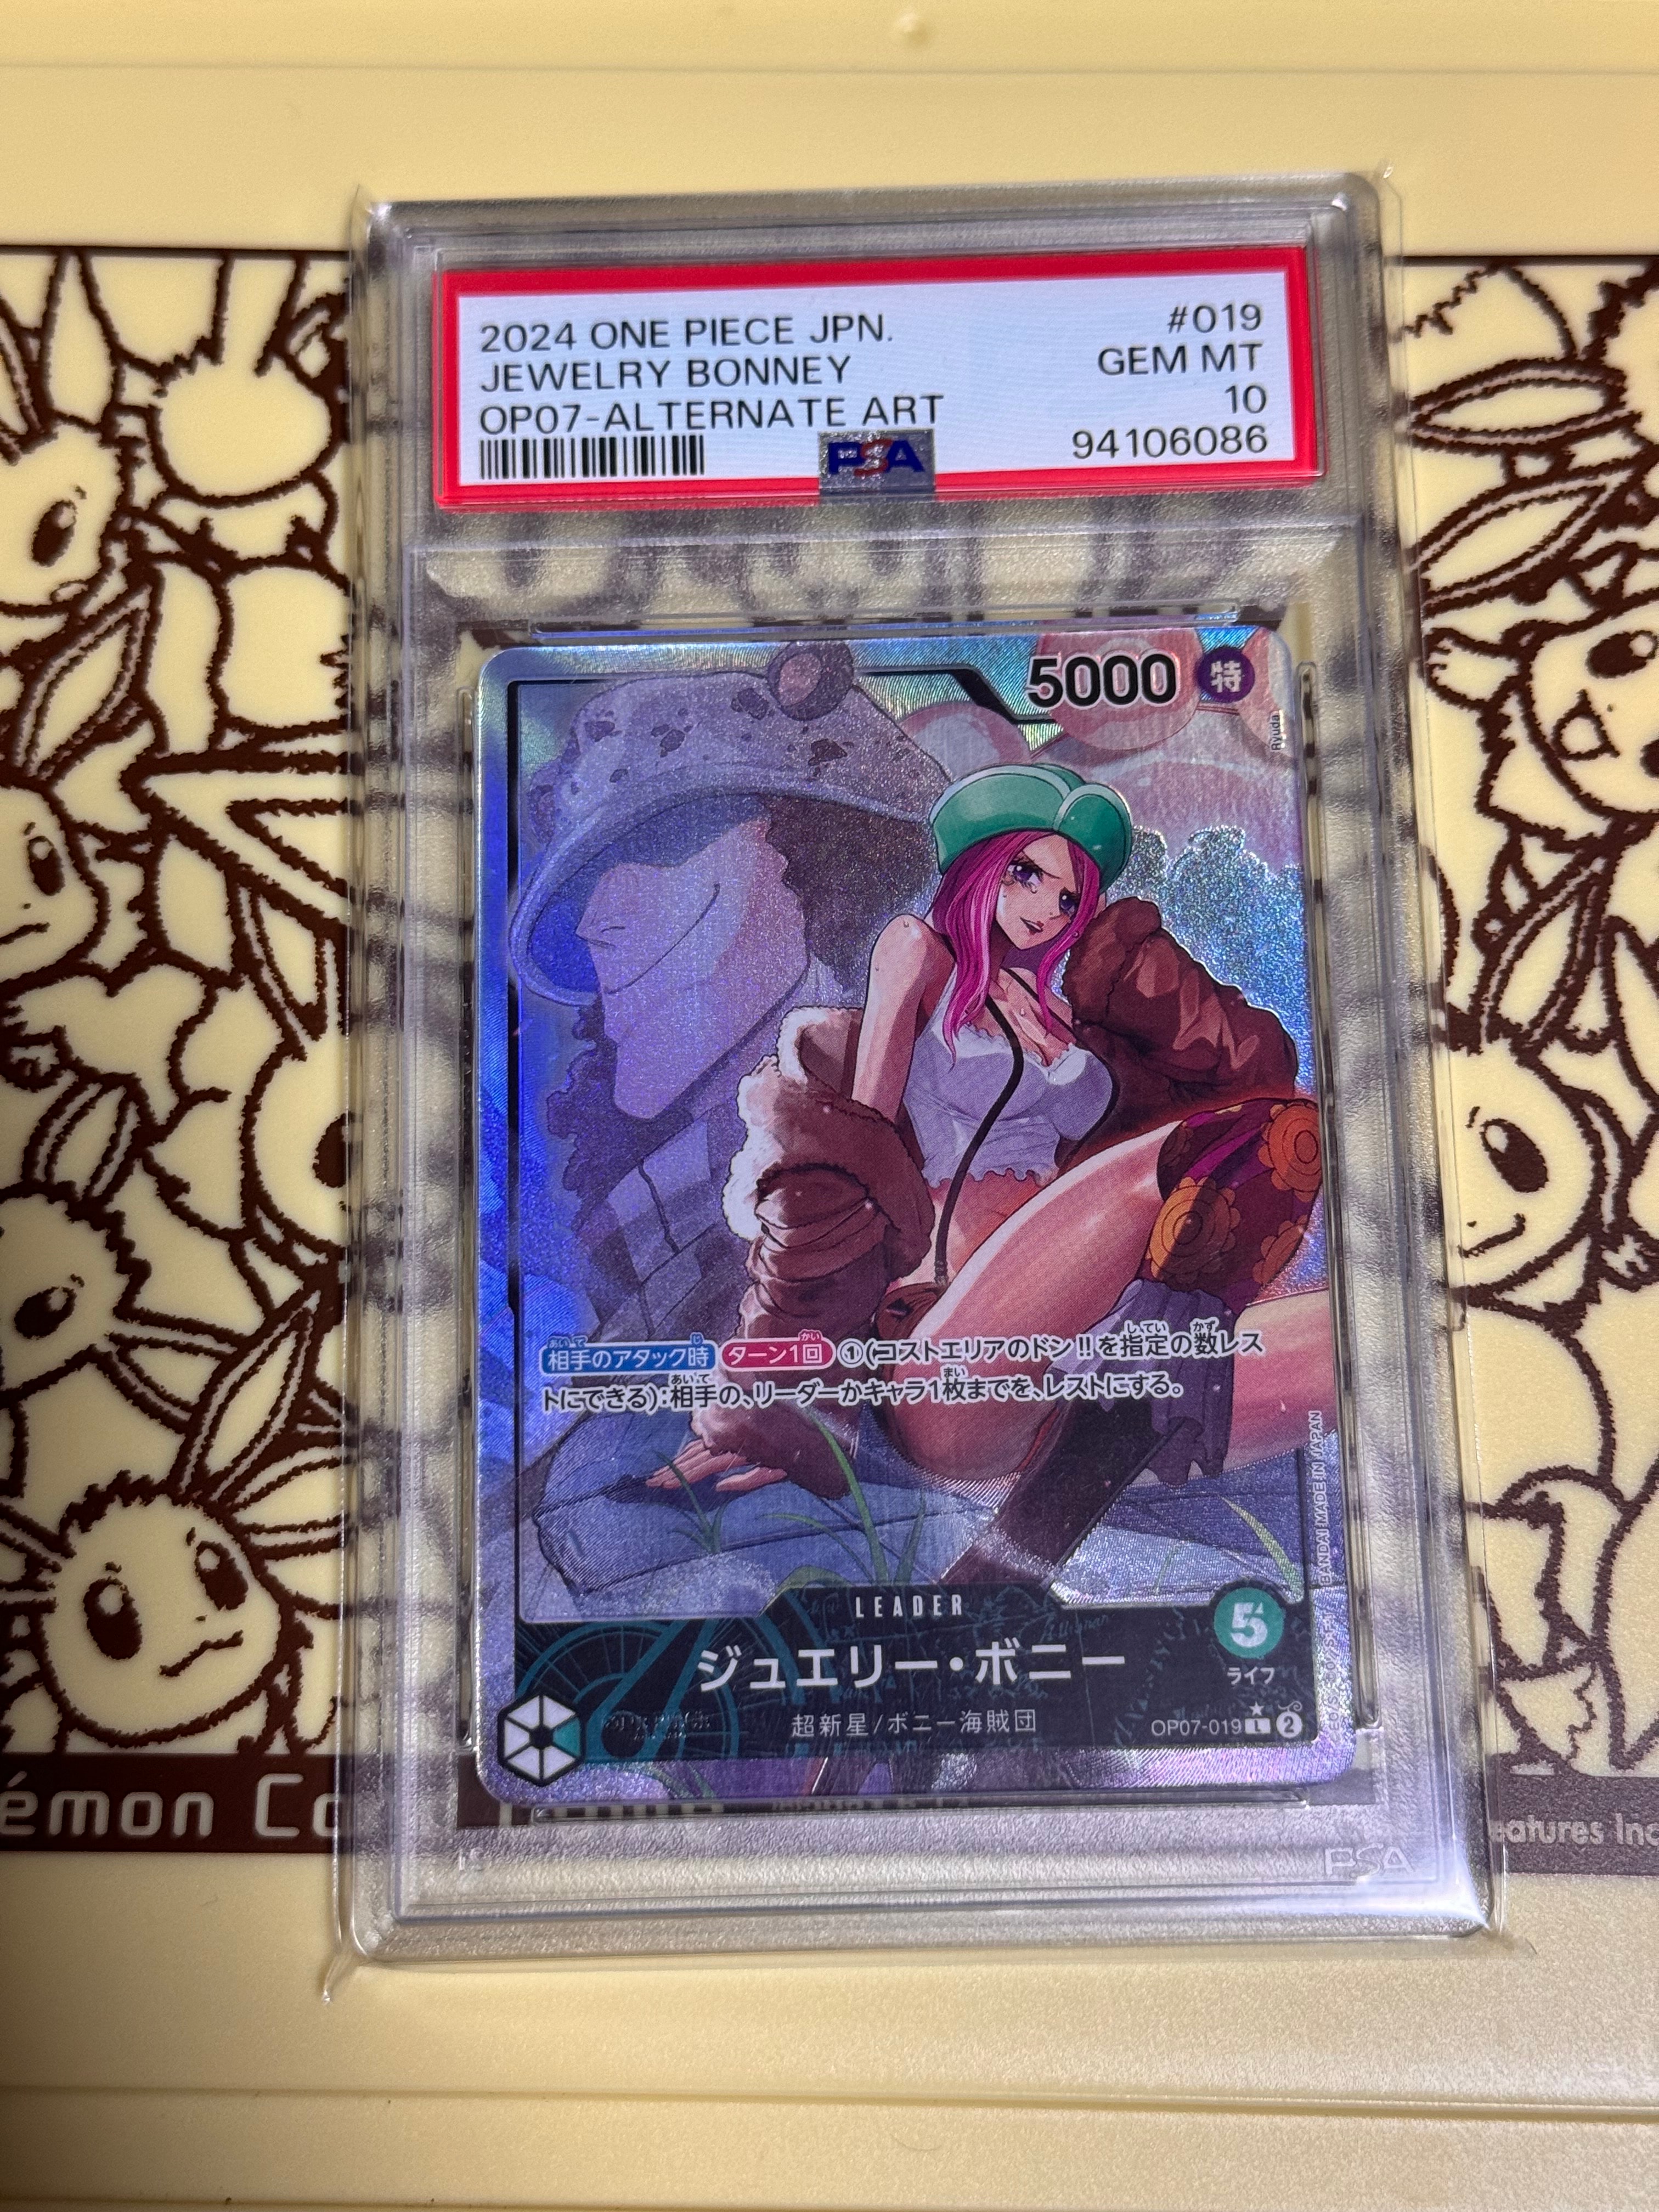 2024 ONE PIECE JPN. #019
JEWELRY BONNEY GEM MT
OP07-ALTERNATE ART 10
PSA 94106086
5000 特
Ryuda
相手のアタック時 ターン1回 ①(コストエリアのドン!!を指定の数レス
トにできる):相手の、リーダーかキャラ1枚までを、レストにする。
BANDAI MADE IN JAPAN
LEADER
5
ジュエリー・ボニー
ライフ
超新星/ボニー海賊団
OP07-019 L 2
émon Ca
eatures Inc
PSA